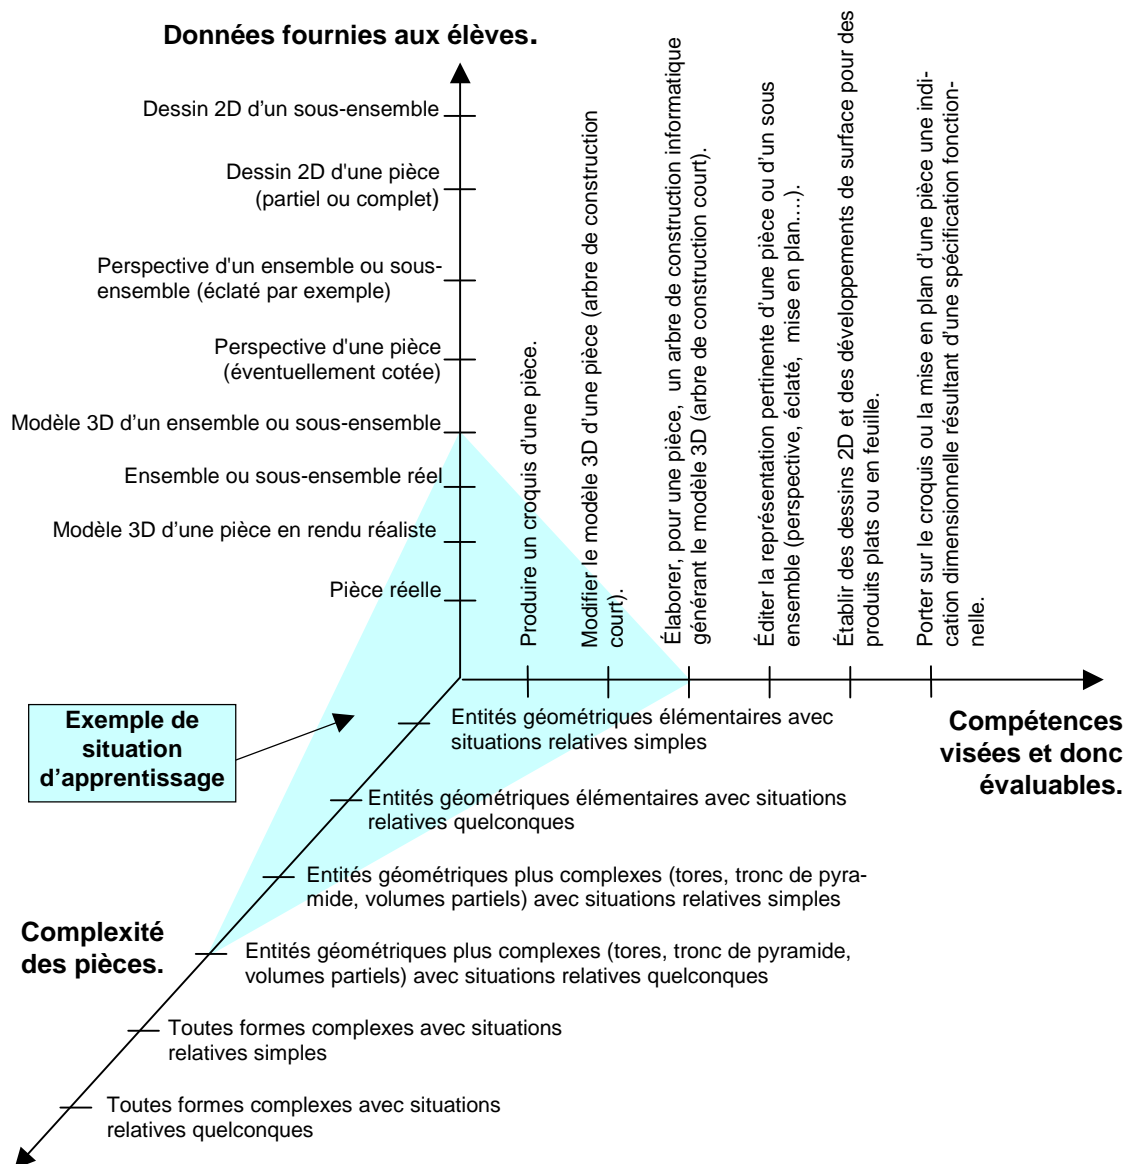 Données fournies aux élèves.
Dessin 2D d'un sous-ensemble
Dessin 2D d'une pièce
(partiel ou complet)
Perspective d'un ensemble ou sous-
ensemble (éclaté par exemple)
Perspective d'une pièce
(éventuellement cotée)
Modèle 3D d'un ensemble ou sous-ensemble
Ensemble ou sous-ensemble réel
Modèle 3D d'une pièce en rendu réaliste
Pièce réelle
Produire un croquis d'une pièce.
Modifier le modèle 3D d'une pièce (arbre de construction
court).
Élaborer, pour une pièce, un arbre de construction informatique
générant le modèle 3D (arbre de construction court).
Éditer la représentation pertinente d'une pièce ou d'un sous
ensemble (perspective, éclaté, mise en plan....).
Établir des dessins 2D et des développements de surface pour des
produits plats ou en feuille.
Porter sur le croquis ou la mise en plan d'une pièce une indi-
cation dimensionnelle résultant d'une spécification fonction-
nelle.
Compétences
visées et donc
évaluables.
Exemple de
situation
d'apprentissage
Entités géométriques élémentaires avec
situations relatives simples
Entités géométriques élémentaires avec situations
relatives quelconques
Entités géométriques plus complexes (tores, tronc de pyra-
mide, volumes partiels) avec situations relatives simples
Complexité
des pièces.
Entités géométriques plus complexes (tores, tronc de pyramide,
volumes partiels) avec situations relatives quelconques
Toutes formes complexes avec situations
relatives simples
Toutes formes complexes avec situations
relatives quelconques